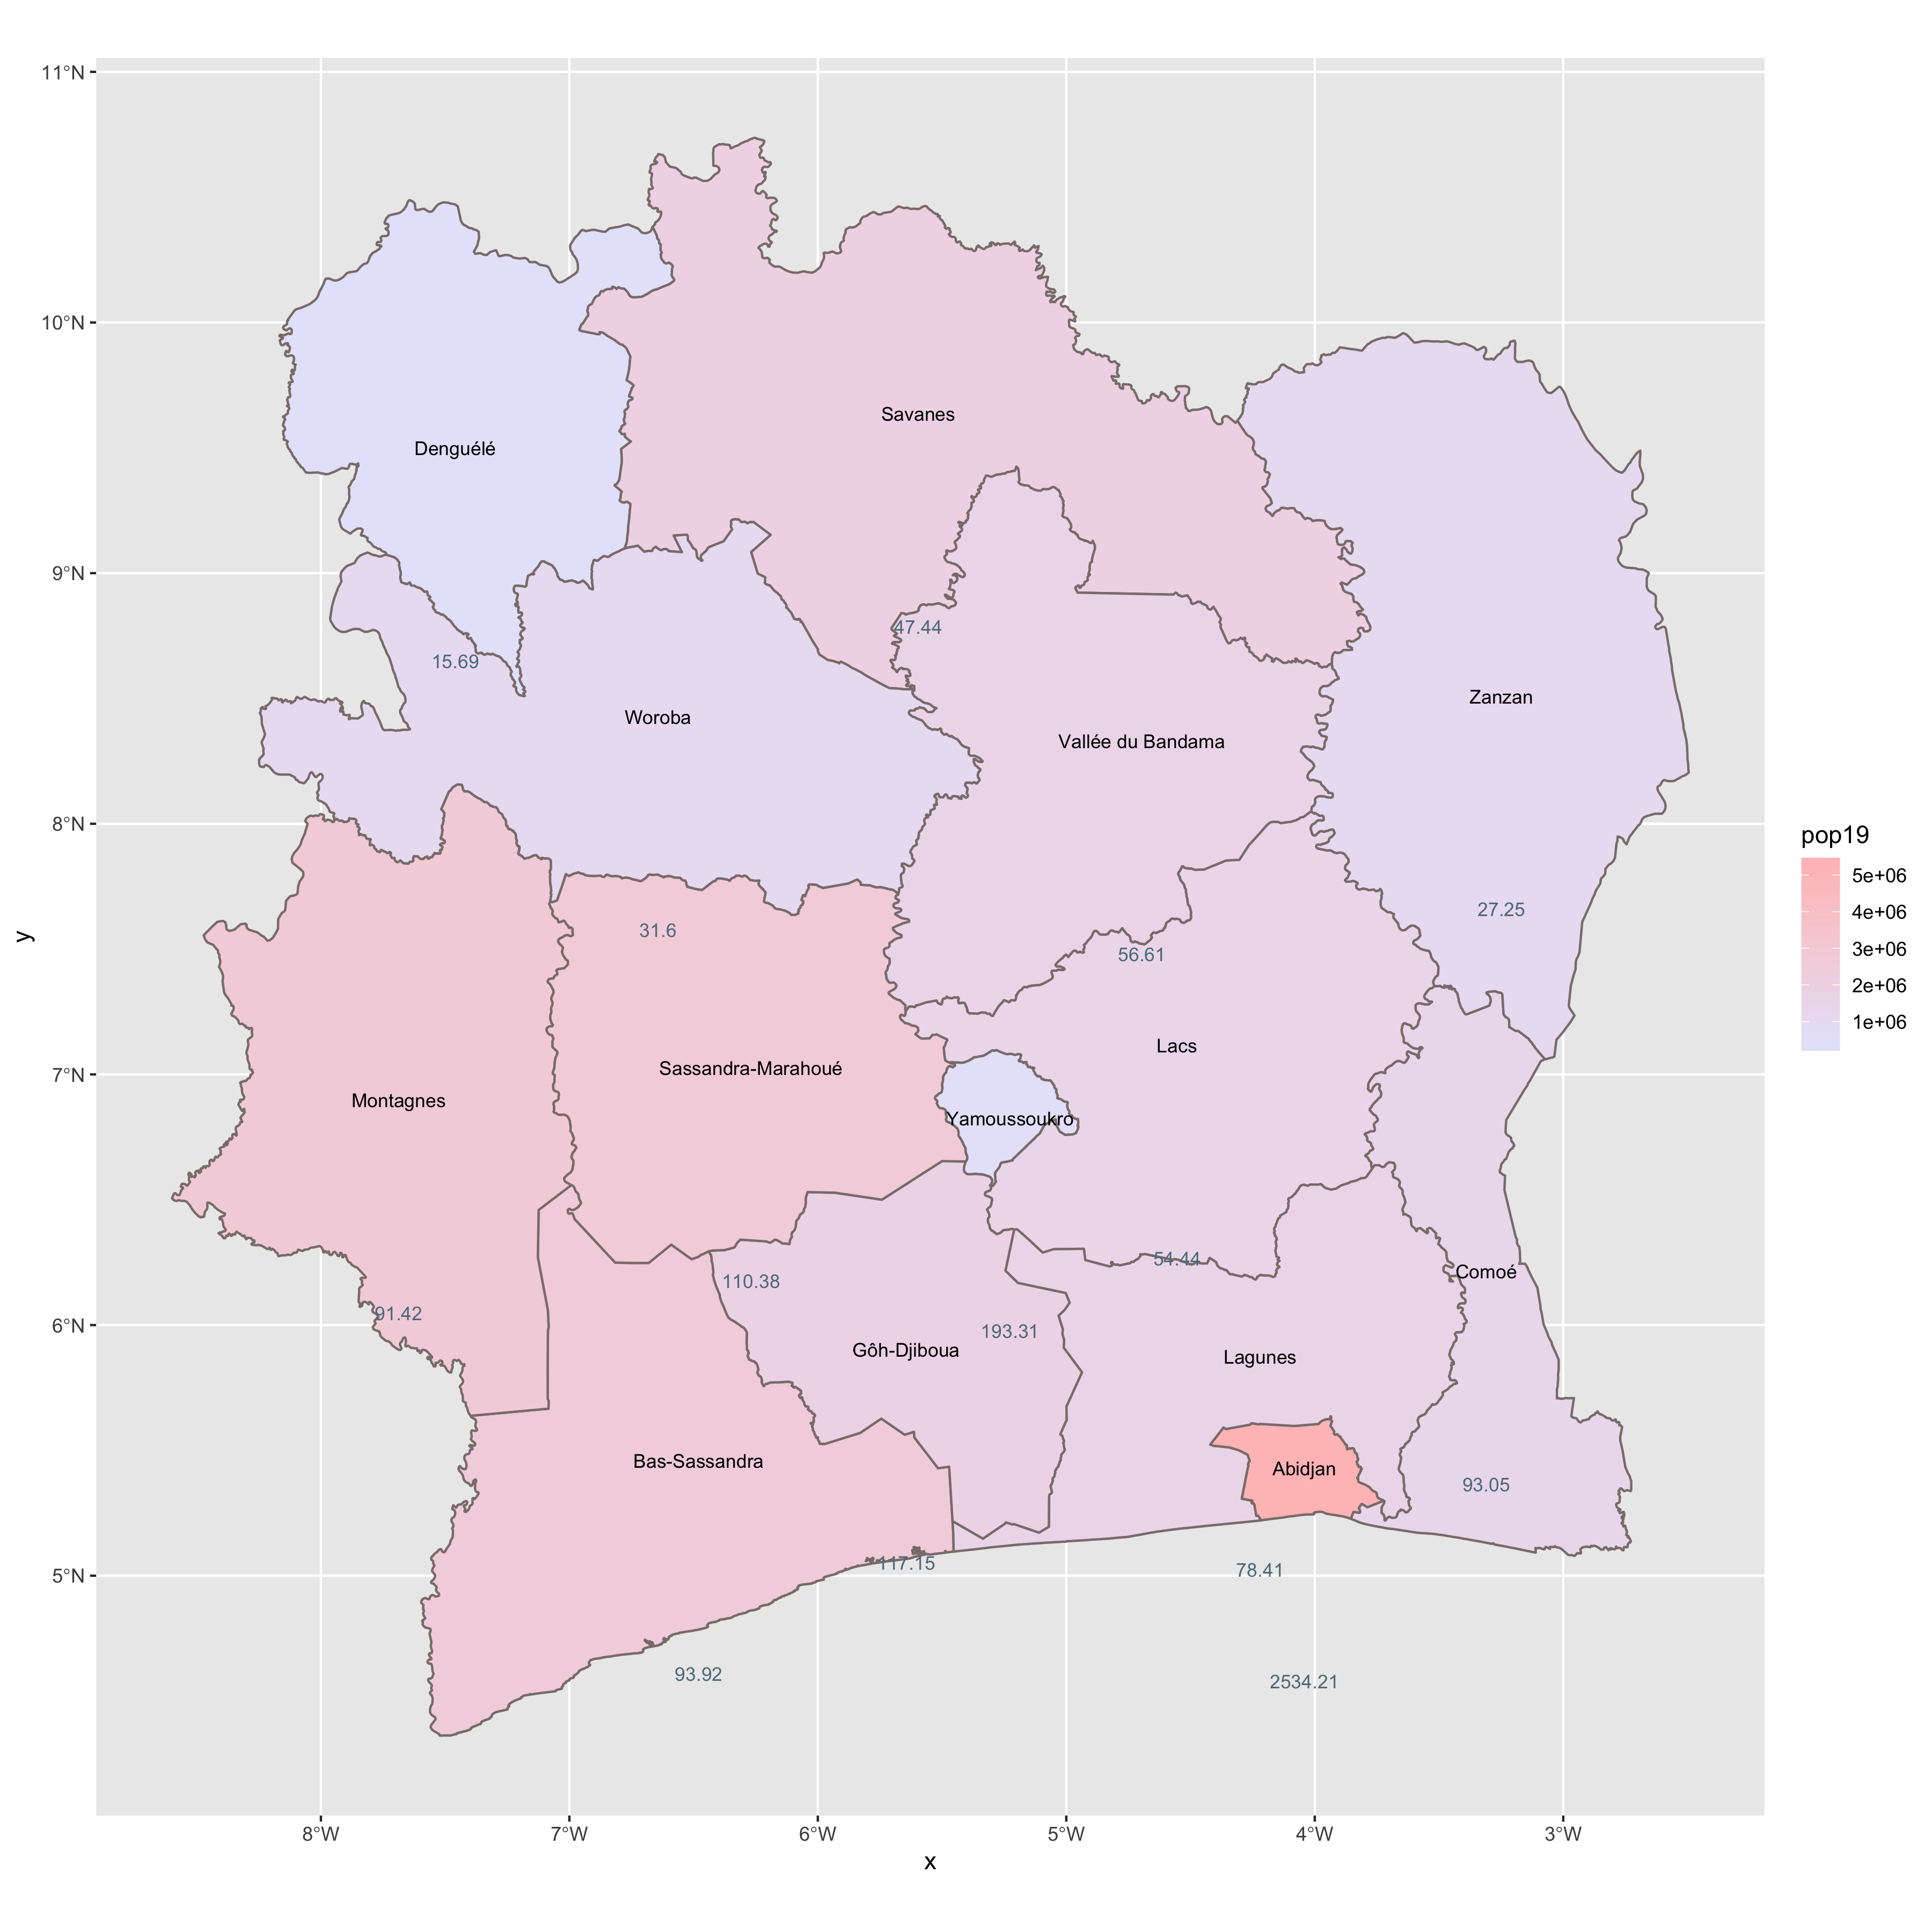 11°N
10°N
9°N
8°N
7°N
6°N
5°N
y
Savanes
Denguélé
47.44
15.69
Zanzan
Woroba
Vallée du Bandama
27.25
31.6
56.61
Lacs
Sassandra-Marahoué
Montagnes
Yamoussoukro
54.44
Comoé
110.38
91.42
193.31
Gôh-Djiboua
Lagunes
Bas-Sassandra
Abidjan
93.05
117.15
78.41
93.92
2534.21
8°W
7°W
6°W
5°W
4°W
3°W
x
pop19
5e+06
4e+06
3e+06
2e+06
1e+06